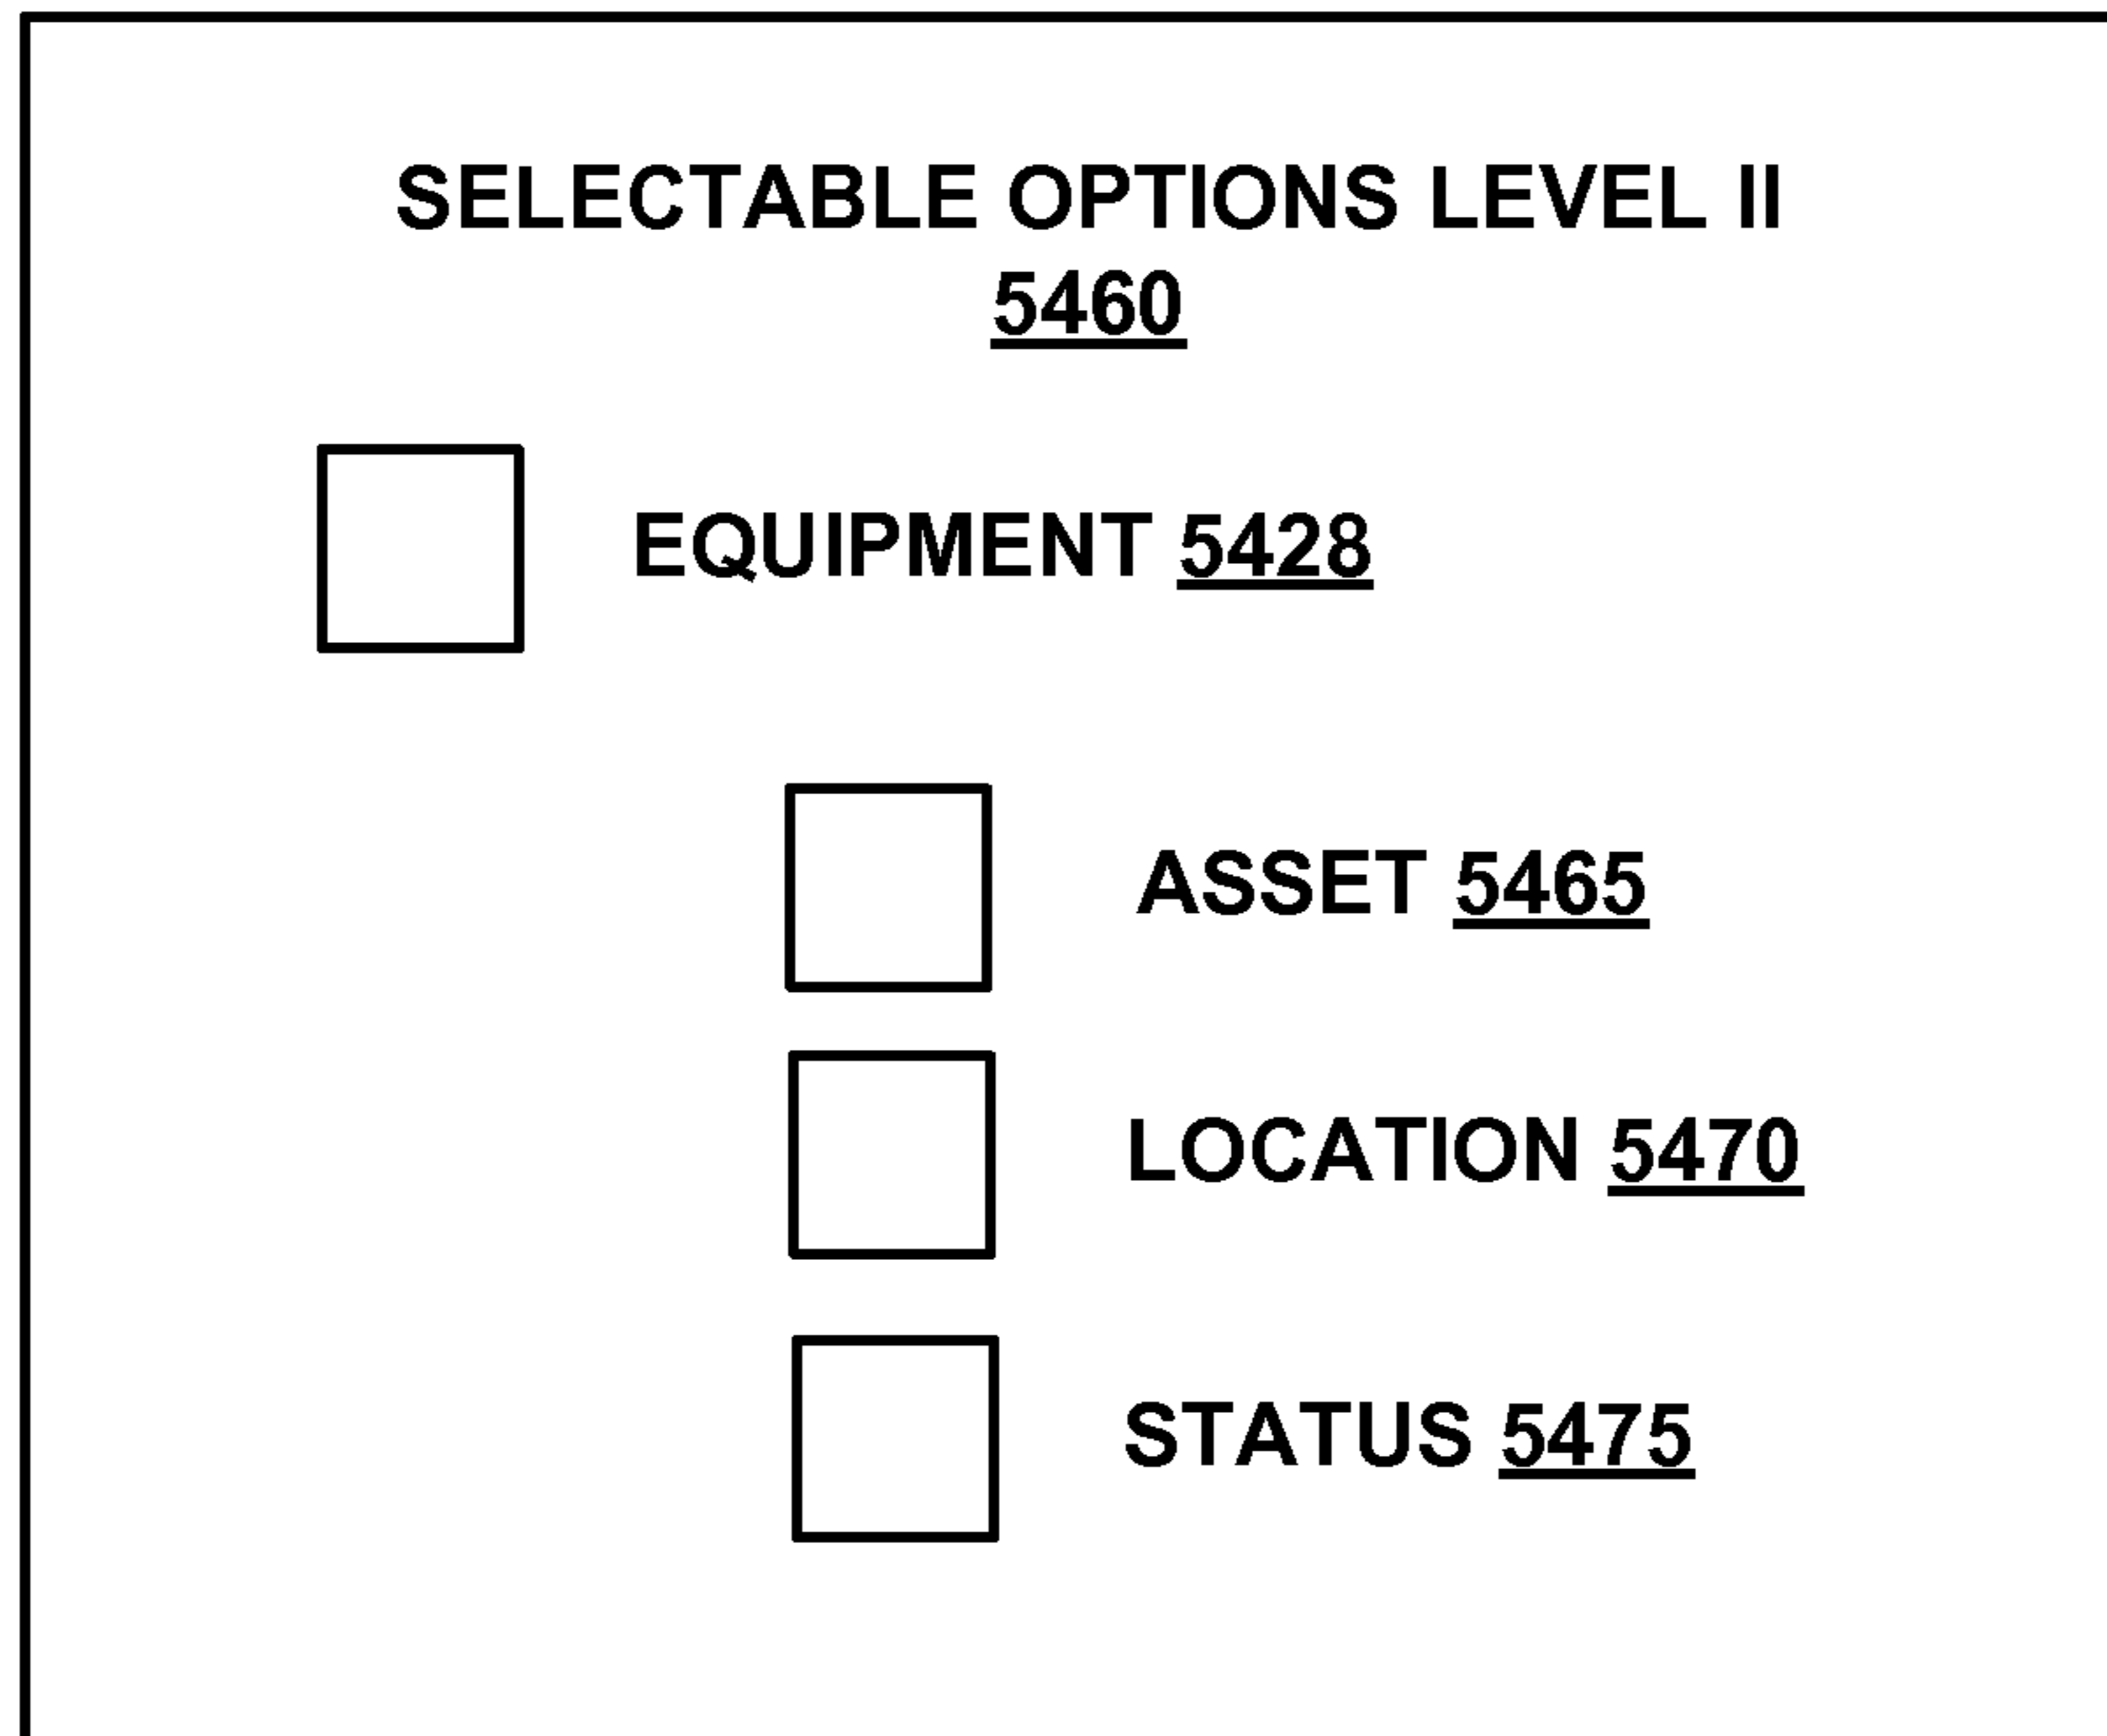 SELECTABLE OPTIONS LEVEL II
5460
EQUIPMENT 5428
ASSET 5465
LOCATION 5470
STATUS 5475